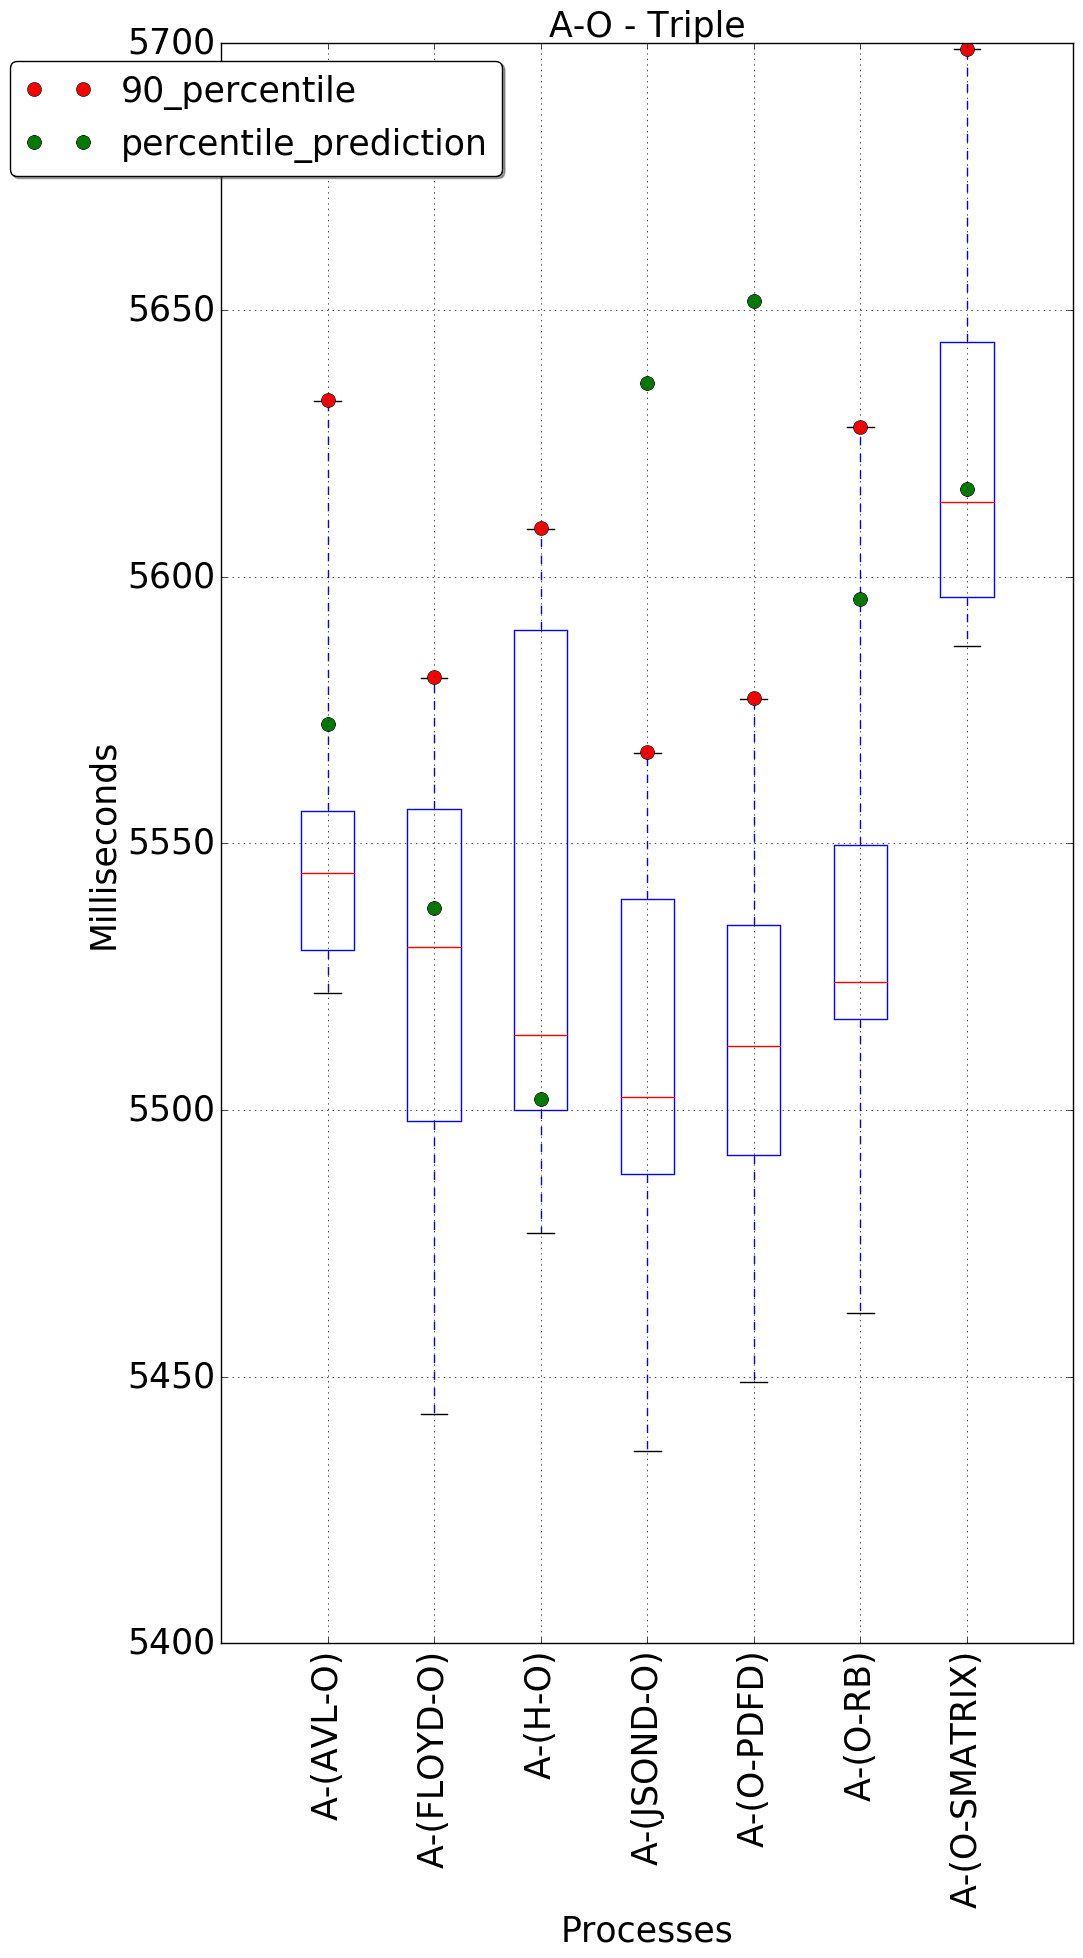 A-O - Triple
90_percentile
percentile_prediction
5700
5650
5600
5550
5500
5450
5400
Milliseconds
A-(AVL-O)
A-(FLOYD-O)
A-(H-O)
A-(JSOND-O)
A-(O-PDFD)
A-(O-RB)
A-(O-SMATRIX)
Processes